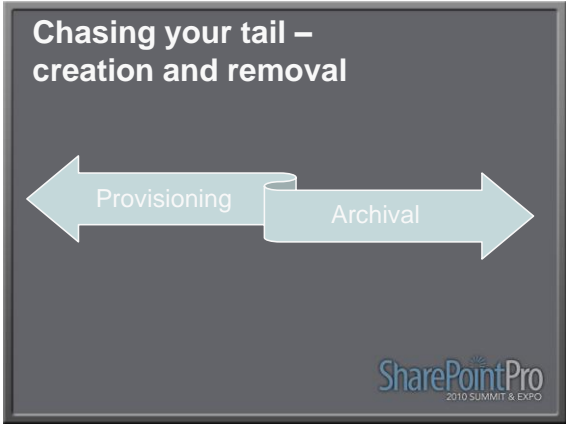 Chasing your tail –
creation and removal
Provisioning
Archival
SharePointPro
2010 SUMMIT & EXPO